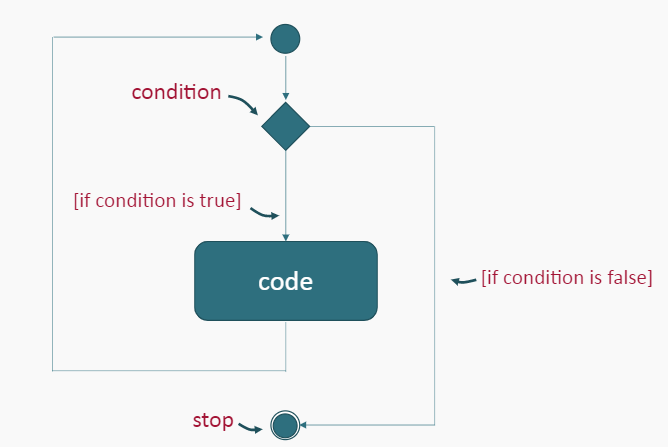 condition
[if condition is true]
code
[if condition is false]
stop